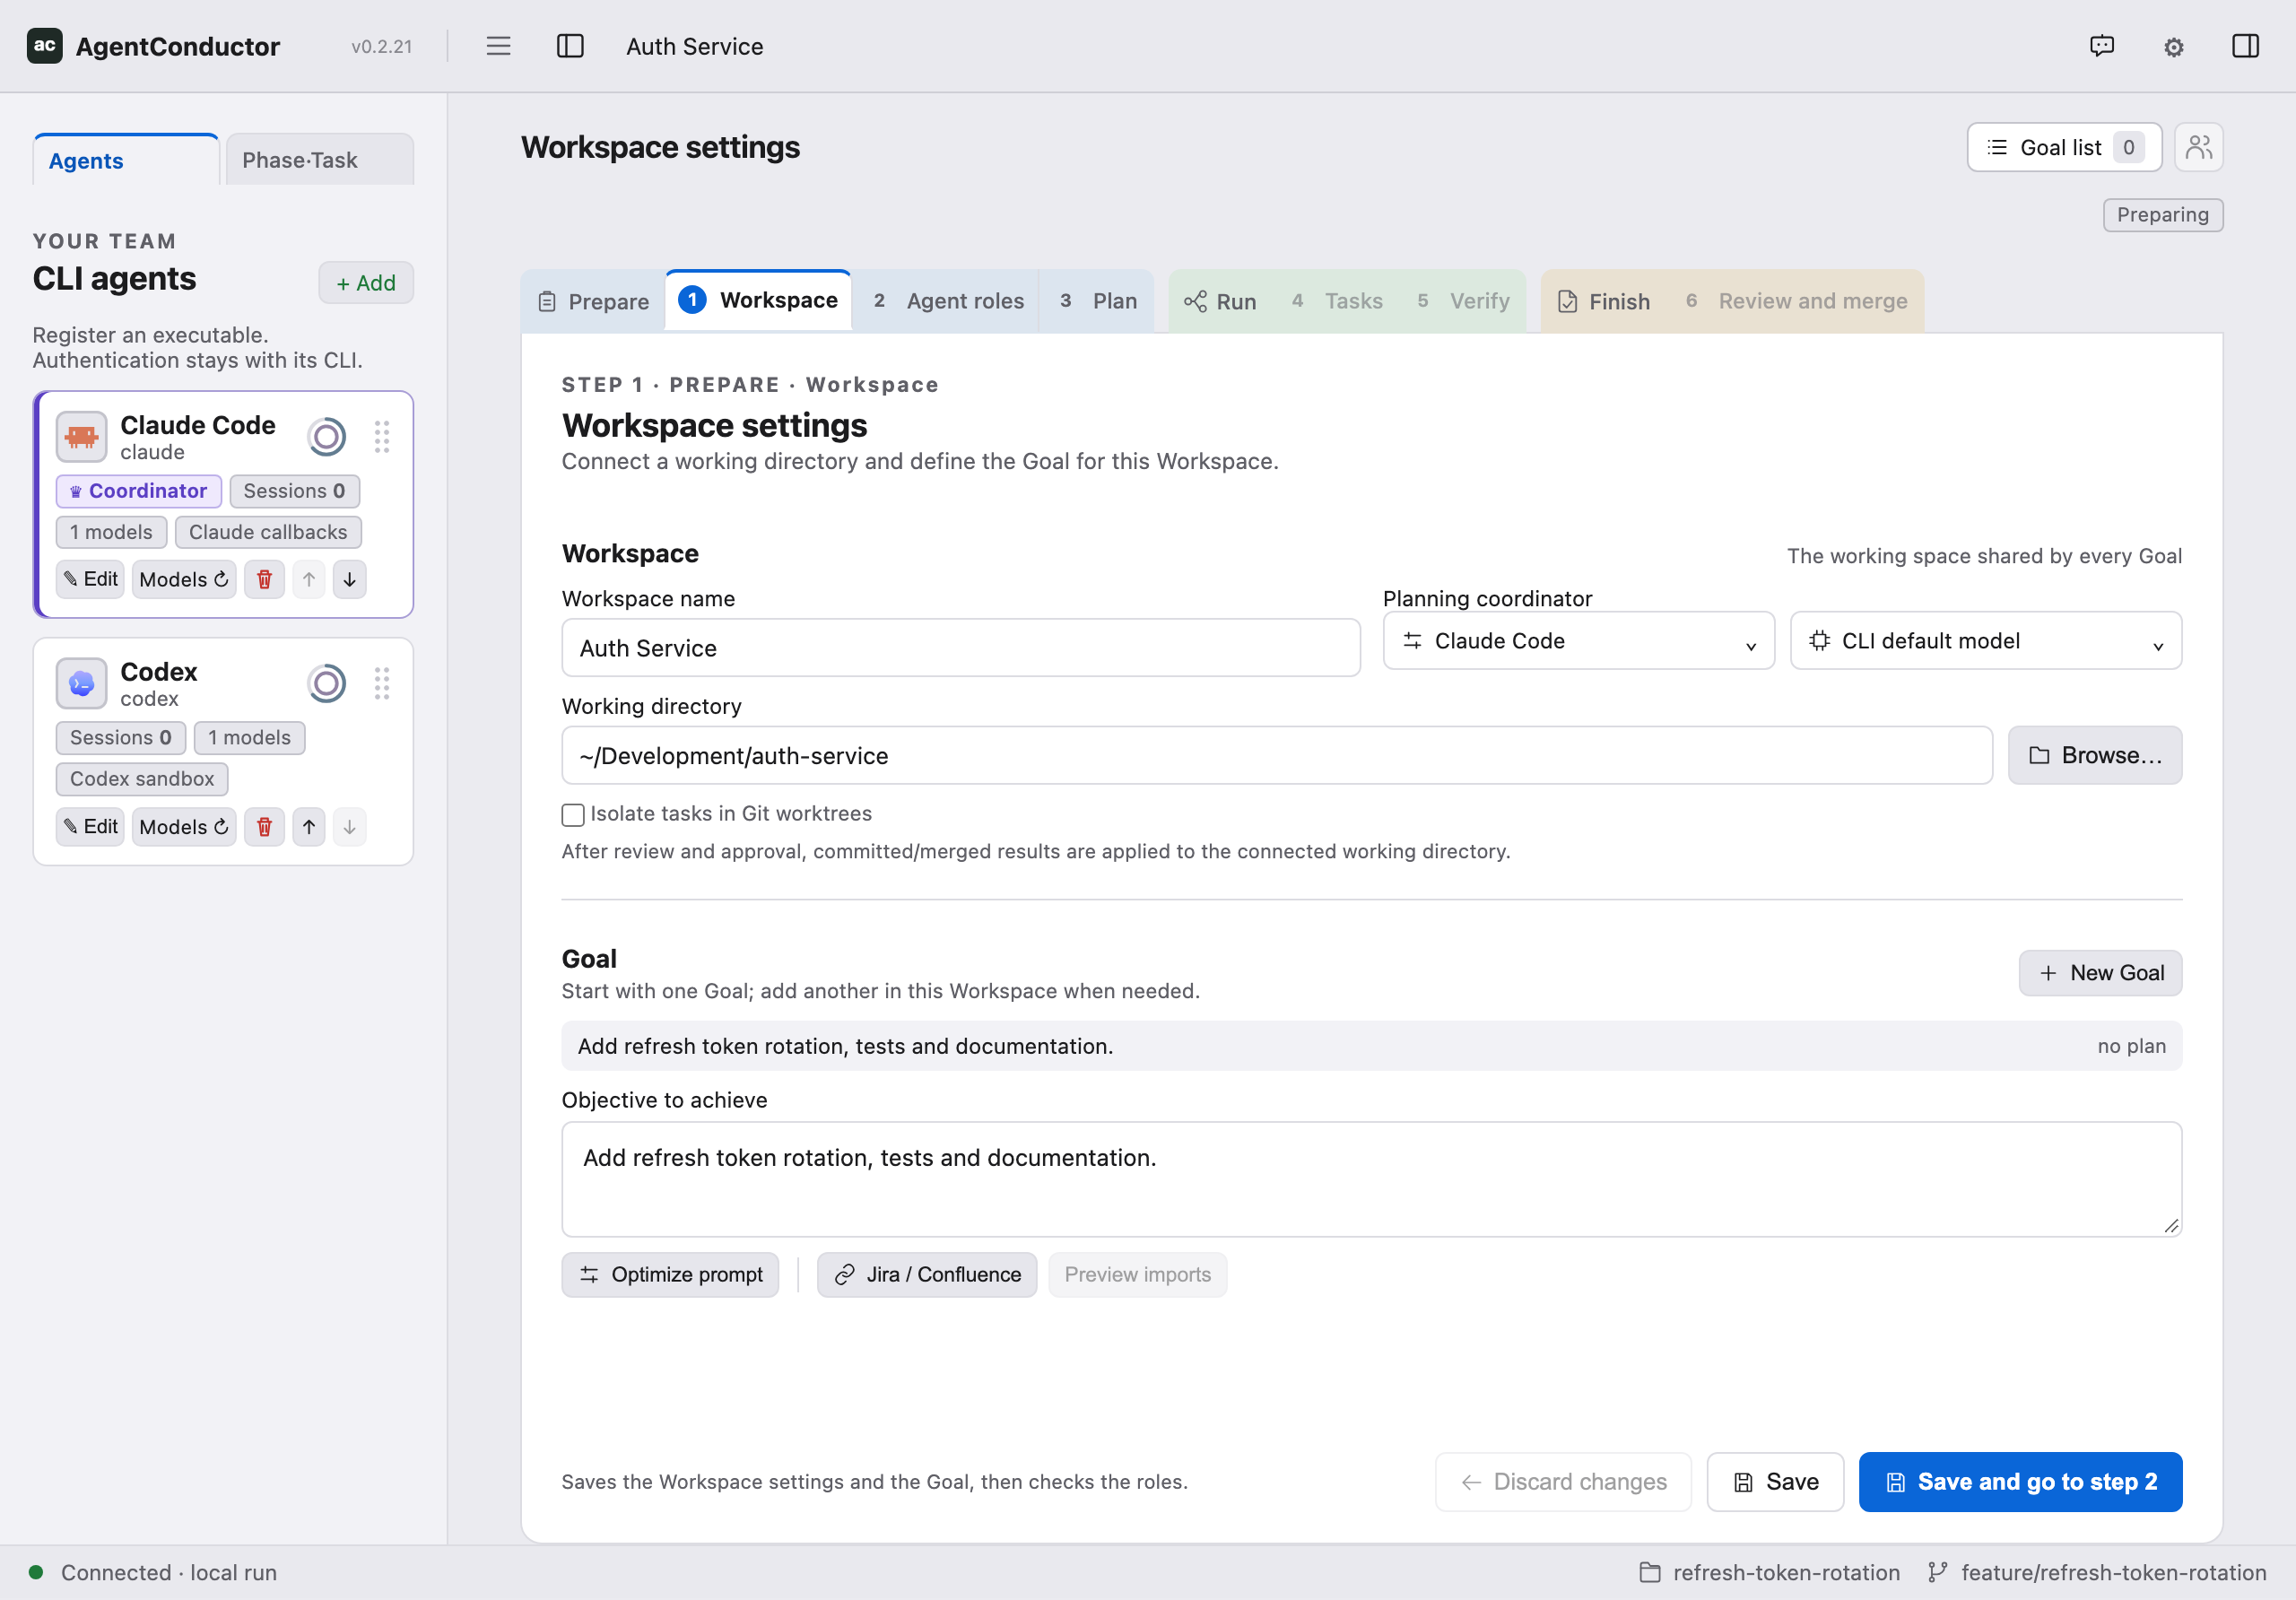 ac AgentConductor v0.2.21 Auth Service
Agents Phase·Task
YOUR TEAM
CLI agents
+ Add
Register an executable.
Authentication stays with its CLI.
Claude Code
claude
Coordinator Sessions 0
1 models Claude callbacks
Edit Models
Codex
codex
Sessions 0 1 models
Codex sandbox
Edit Models
Workspace settings
Goal list 0
Preparing
Prepare 1 Workspace 2 Agent roles 3 Plan Run 4 Tasks 5 Verify Finish 6 Review and merge
STEP 1 · PREPARE · Workspace
Workspace settings
Connect a working directory and define the Goal for this Workspace.
Workspace
The working space shared by every Goal
Workspace name
Auth Service
Planning coordinator
Claude Code CLI default model
Working directory
~/Development/auth-service
Browse...
Isolate tasks in Git worktrees
After review and approval, committed/merged results are applied to the connected working directory.
Goal
Start with one Goal; add another in this Workspace when needed.
+ New Goal
Add refresh token rotation, tests and documentation. no plan
Objective to achieve
Add refresh token rotation, tests and documentation.
Optimize prompt Jira / Confluence Preview imports
Saves the Workspace settings and the Goal, then checks the roles.
← Discard changes Save Save and go to step 2
Connected · local run
refresh-token-rotation feature/refresh-token-rotation